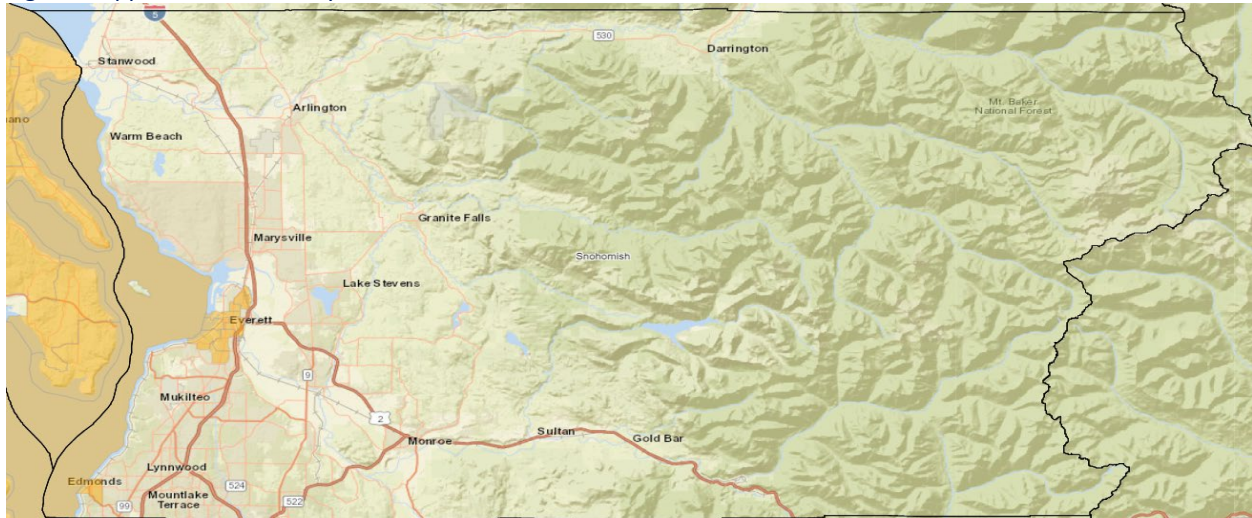 5
530
Darrington
Stanwood
Arlington
Mt. Baker
National Forest
ano
Warm Beach
Granite Falls
Marysville
Snohomish
Lake Stevens
Everett
9
Mukilteo
2
Sultan
Gold Bar
Monroe
Lynnwood
Edmonds
524
Mountlake
Terrace
522
99